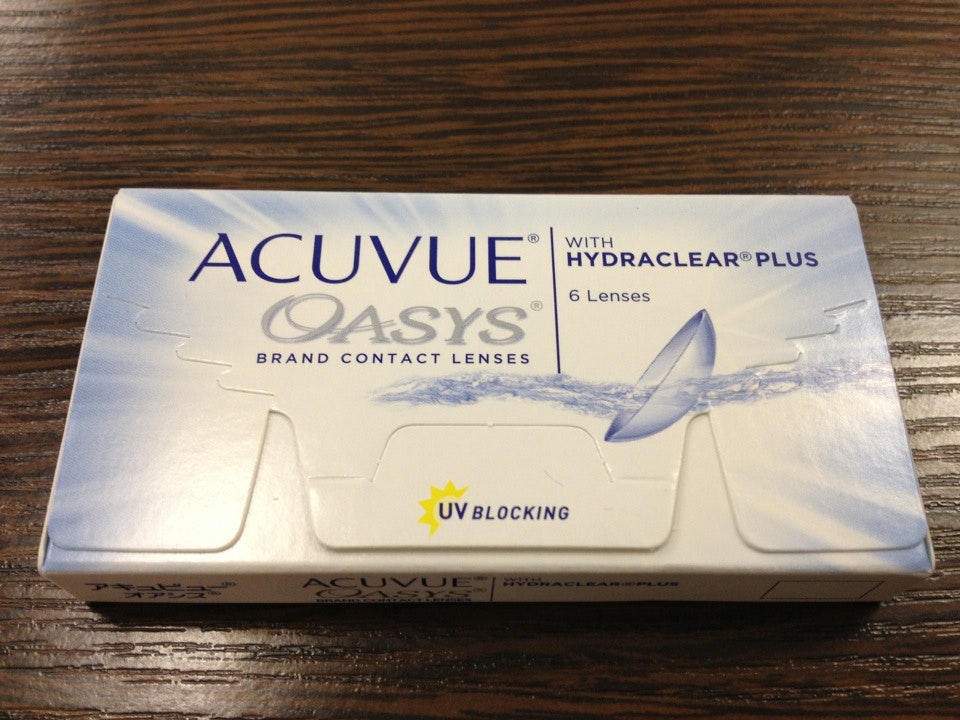 ACUVUE®
OASYS®
BRAND CONTACT LENSES
WITH
HYDRACLEAR® PLUS
6 Lenses
UV BLOCKING
アキュビュー®
オアシス®
ACUVUE®
OASYS®
BRAND CONTACT LENSES
WITH
HYDRACLEAR® PLUS